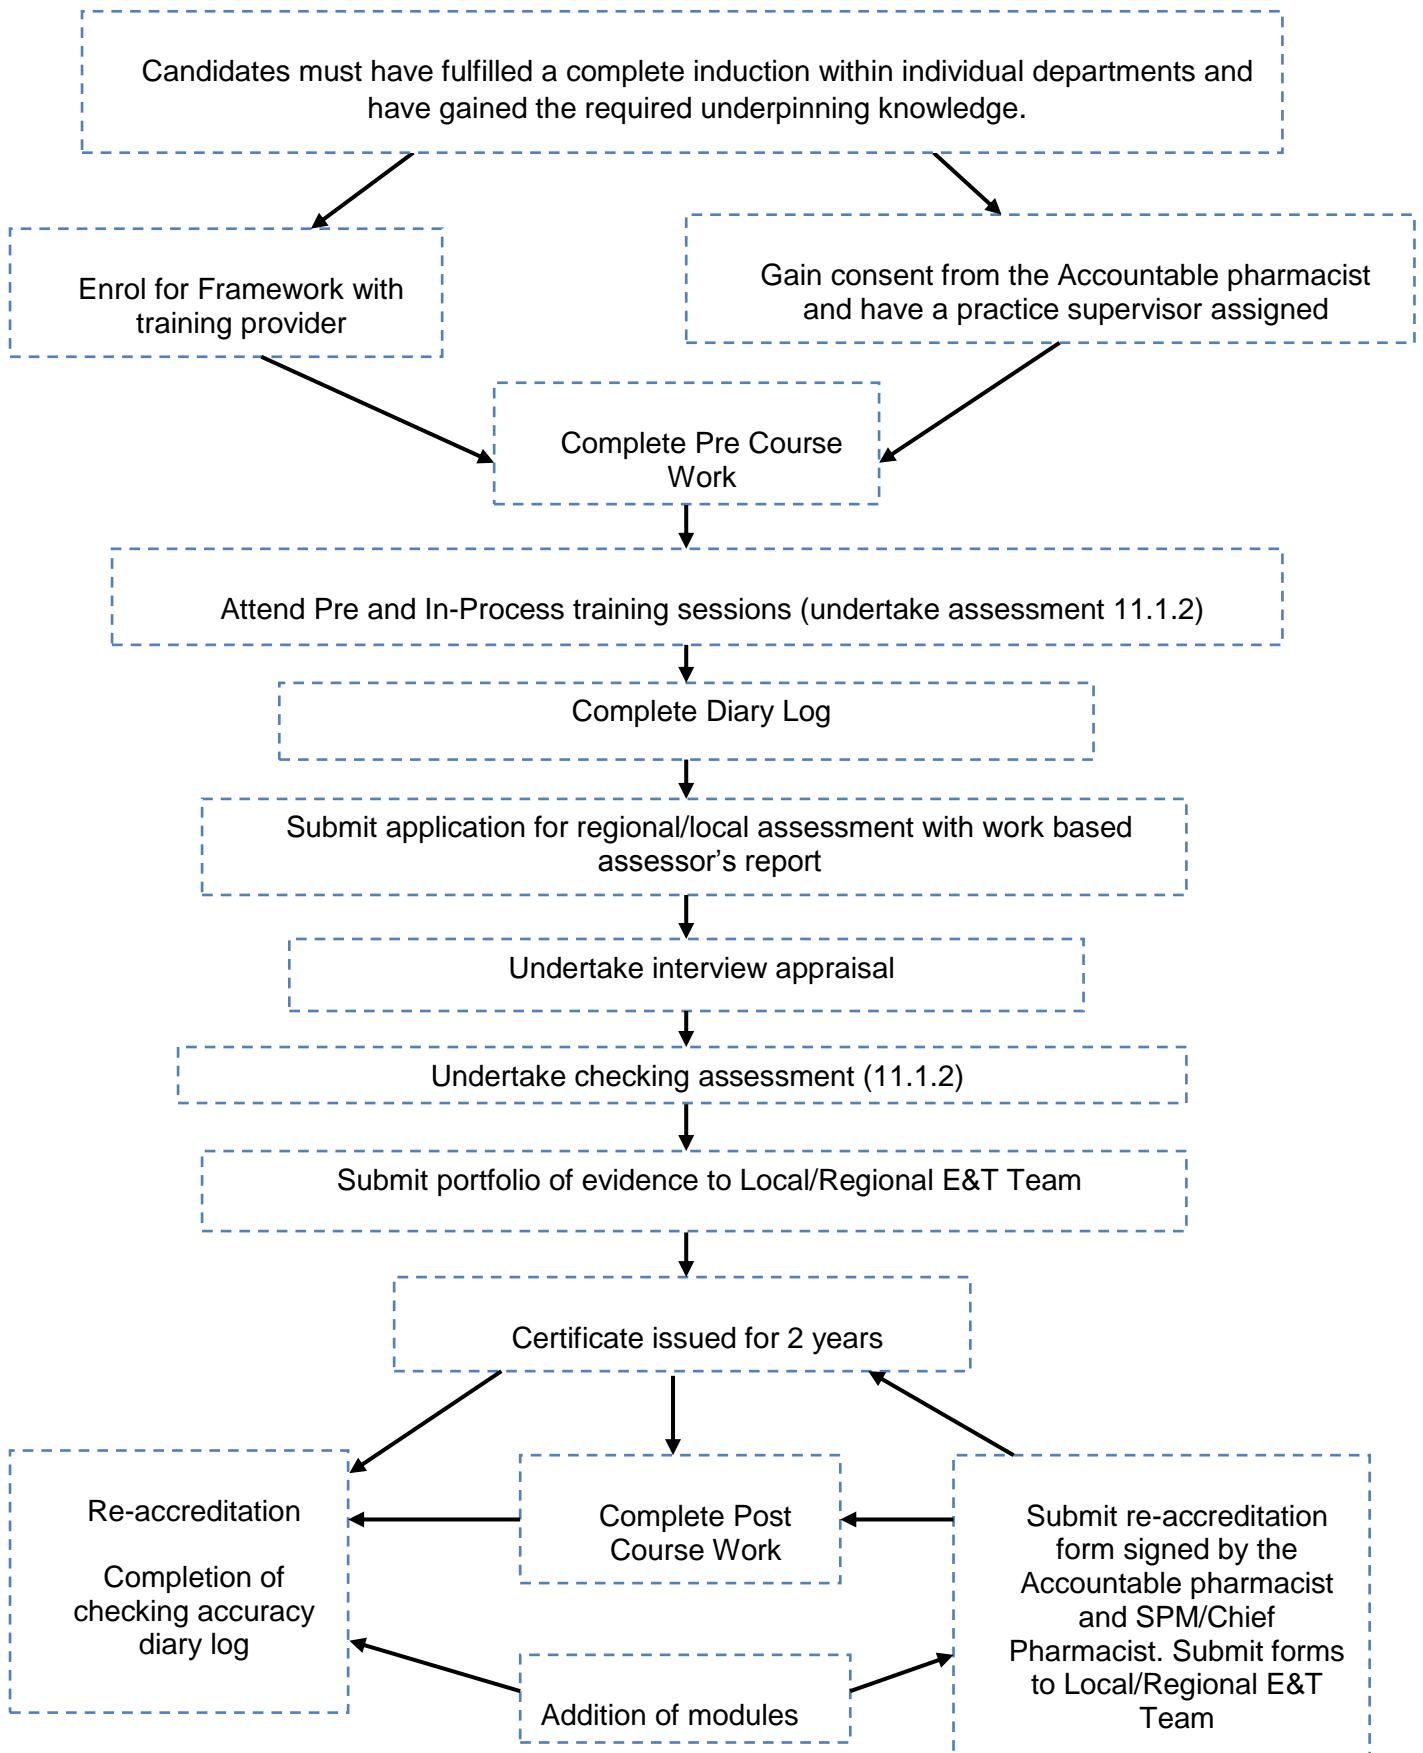 Candidates must have fulfilled a complete induction within individual departments and
have gained the required underpinning knowledge.
Enrol for Framework with
training provider
Gain consent from the Accountable pharmacist
and have a practice supervisor assigned
Complete Pre Course
Work
Attend Pre and In-Process training sessions (undertake assessment 11.1.2)
Complete Diary Log
Submit application for regional/local assessment with work based
assessor’s report
Undertake interview appraisal
Undertake checking assessment (11.1.2)
Submit portfolio of evidence to Local/Regional E&T Team
Certificate issued for 2 years
Re-accreditation
Completion of
checking accuracy
diary log
Complete Post
Course Work
Submit re-accreditation
form signed by the
Accountable pharmacist
and SPM/Chief
Pharmacist. Submit forms
to Local/Regional E&T
Team
Addition of modules